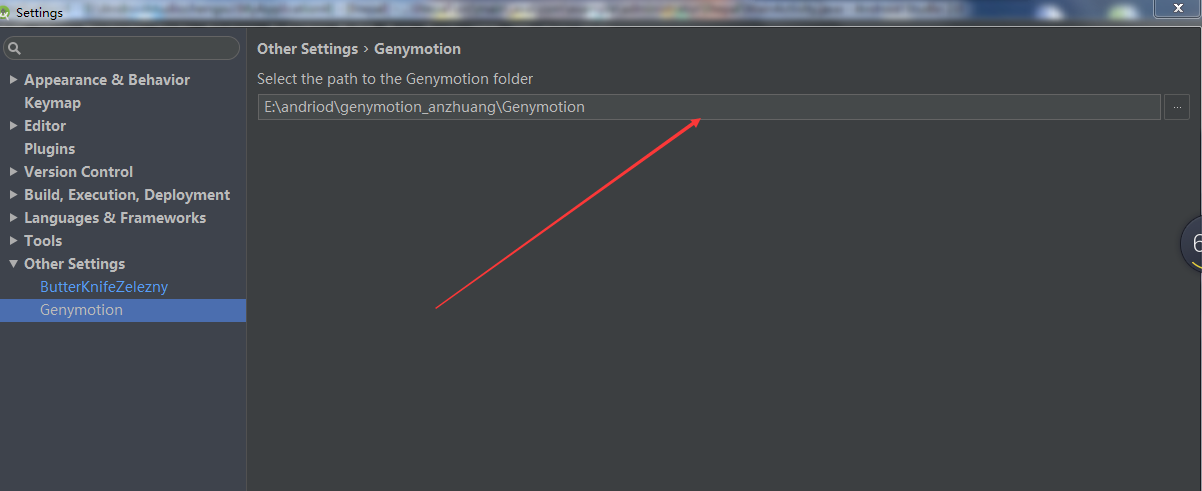 Settings
Other Settings › Genymotion
Select the path to the Genymotion folder
E:\andriod\genymotion_anzhuang\Genymotion
...
Appearance & Behavior
Keymap
Editor
Plugins
Version Control
Build, Execution, Deployment
Languages & Frameworks
Tools
Other Settings
ButterKnifeZelezny
Genymotion